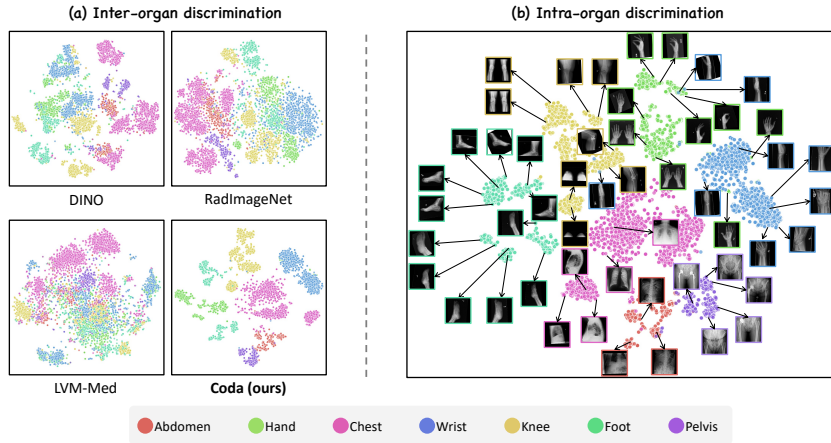 (a) Inter-organ discrimination
(b) Intra-organ discrimination
DINO
RadImageNet
LVM-Med
Coda (ours)
Abdomen
Hand
Chest
Wrist
Knee
Foot
Pelvis